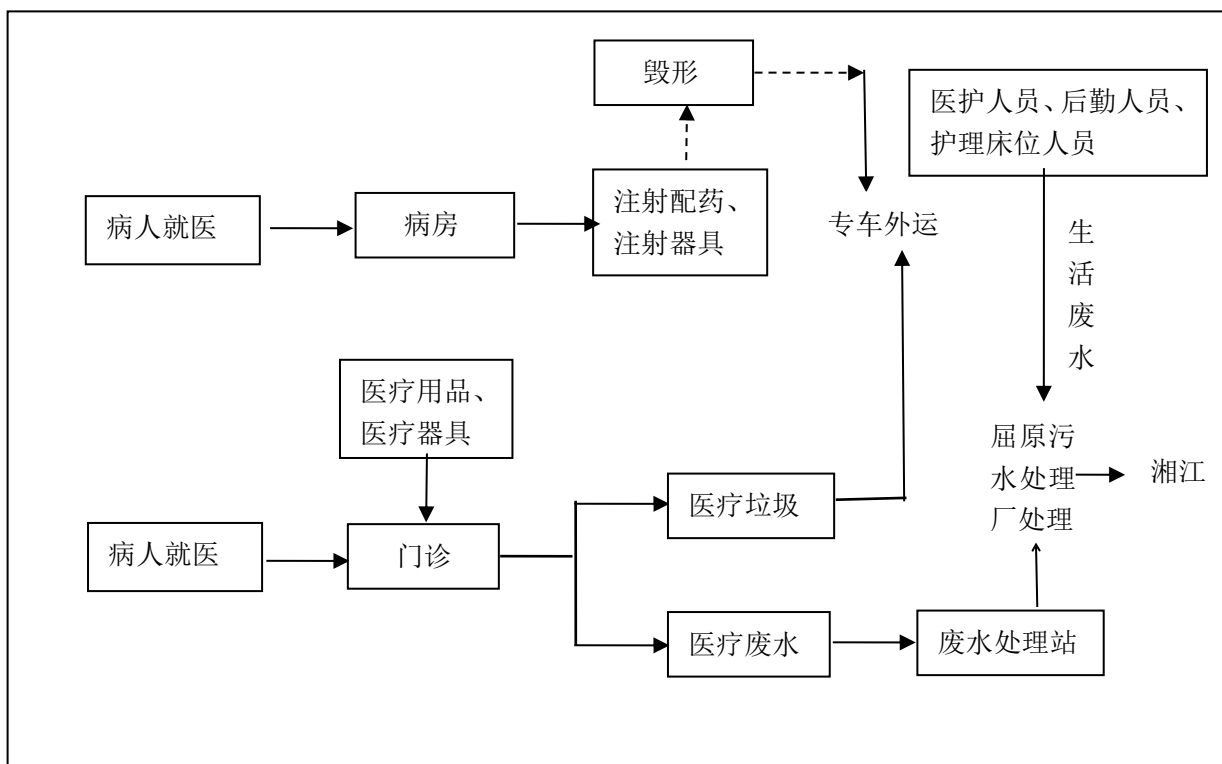 毁形
医护人员、后勤人员、
护理床位人员
病人就医
病房
注射配药、
注射器具
专车外运
生活废水
医疗用品、
医疗器具
屈原污
水处理
厂处理
湘江
医疗垃圾
病人就医
门诊
医疗废水
废水处理站